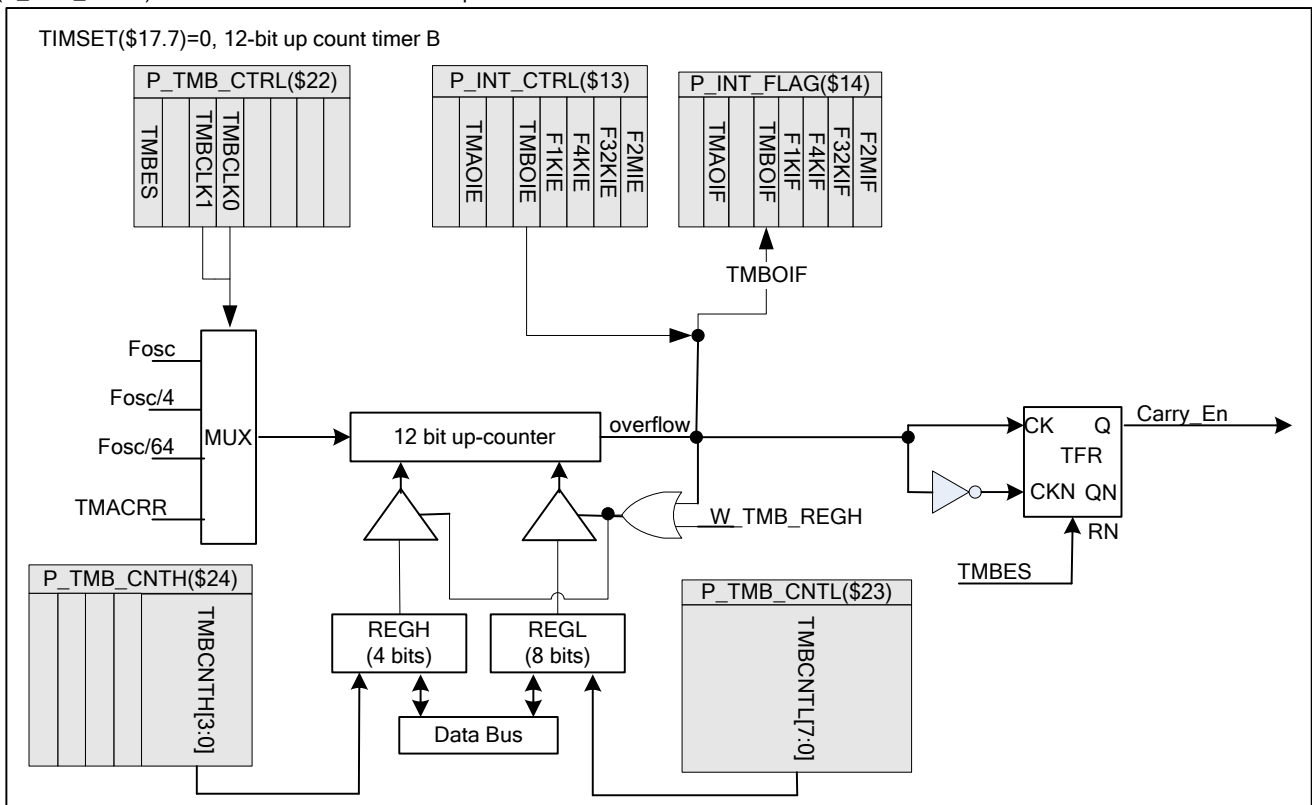 TIMSET($17.7)=0, 12-bit up count timer B
P_TMB_CTRL($22)
TMBES
TMBCLK1
TMBCLK0
P_INT_CTRL($13)
TMAOIE
TMBOIE
F1KIE
F4KIE
F32KIE
F2MIE
P_INT_FLAG($14)
TMAOIF
TMBOIF
F1KIF
F4KIF
F32KIF
F2MIF
TMBOIF
Fosc
Fosc/4
Fosc/64
TMACRR
MUX
12 bit up-counter
overflow
W_TMB_REGH
CK Q
TFR
CKN QN
RN
Carry_En
TMBES
P_TMB_CNTH($24)
TMBCNTH[3:0]
REGH
(4 bits)
REGL
(8 bits)
Data Bus
P_TMB_CNTL($23)
TMBCNTL[7:0]